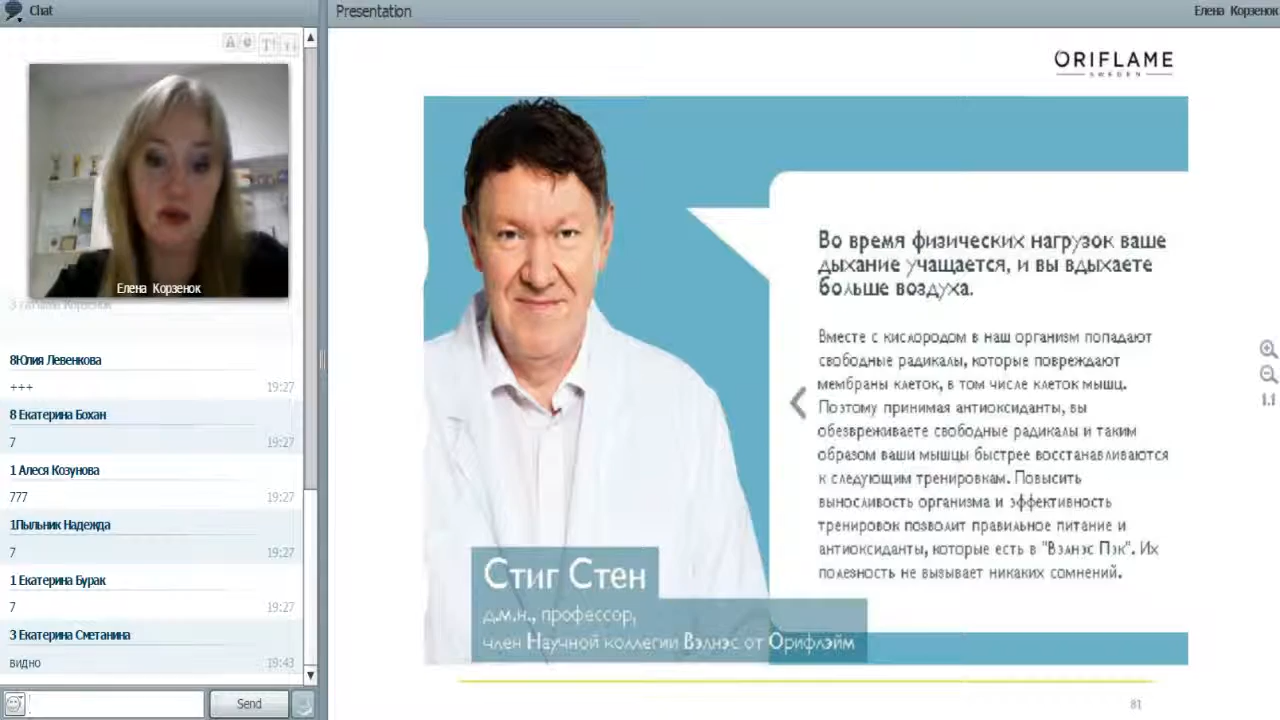 Chat
Елена Корзенок
8Юлия Левенкова
+++
19:27
8 Екатерина Бохан
7
19:27
1 Алеся Козунова
777
19:27
1Пыльник Надежда
7
19:27
1 Екатерина Бурак
7
19:27
3 Екатерина Сметанина
видно
19:43
Send
Presentation
Елена Корзенок
ORIFLAME
SWEDEN
Во время физических нагрузок ваше
дыхание учащается, и вы вдыхаете
больше воздуха.
Вместе с кислородом в наш организм попадают
свободные радикалы, которые повреждают
мембраны клеток, в том числе клеток мышц.
Поэтому принимая антиоксиданты, вы
обезвреживаете свободные радикалы и таким
образом ваши мышцы быстрее восстанавливаются
к следующим тренировкам. Повысить
выносливость организма и эффективность
тренировок позволит правильное питание и
антиоксиданты, которые есть в "Вэлнэс Пэк". Их
полезность не вызывает никаких сомнений.
Стиг Стен
д.м.н., профессор,
член Научной коллегии Вэлнэс от Орифлэйм
81
1:1